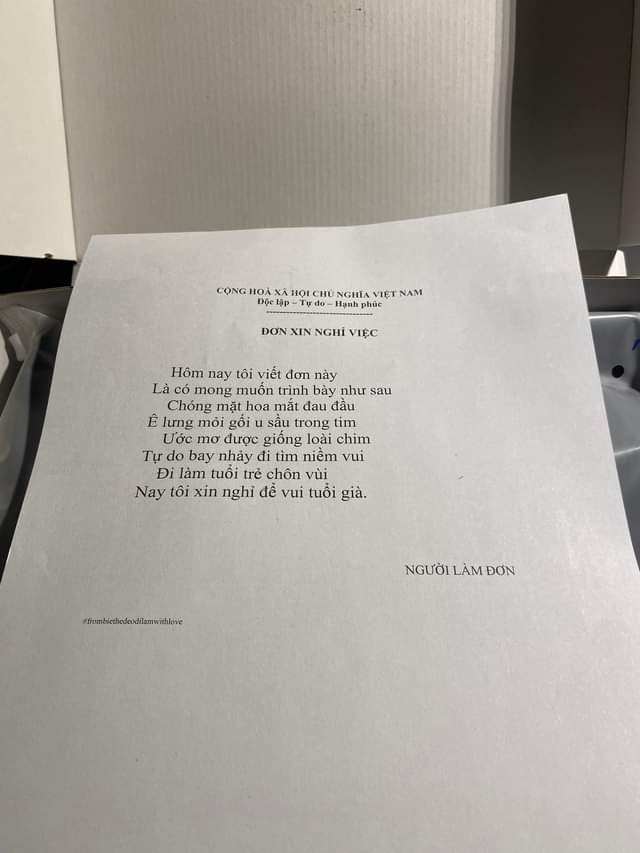 CỘNG HOÀ XÃ HỘI CHỦ NGHĨA VIỆT NAM
Độc lập – Tự do – Hạnh phúc
--------------------------------
ĐƠN XIN NGHỈ VIỆC
Hôm nay tôi viết đơn này
Là có mong muốn trình bày như sau
Chóng mặt hoa mắt đau đầu
Ê lưng mỏi gối u sầu trong tim
Ước mơ được giống loài chim
Tự do bay nhảy đi tìm niềm vui
Đi làm tuổi trẻ chôn vùi
Nay tôi xin nghỉ để vui tuổi già.
NGƯỜI LÀM ĐƠN
#frombiethedeodilamwithlove